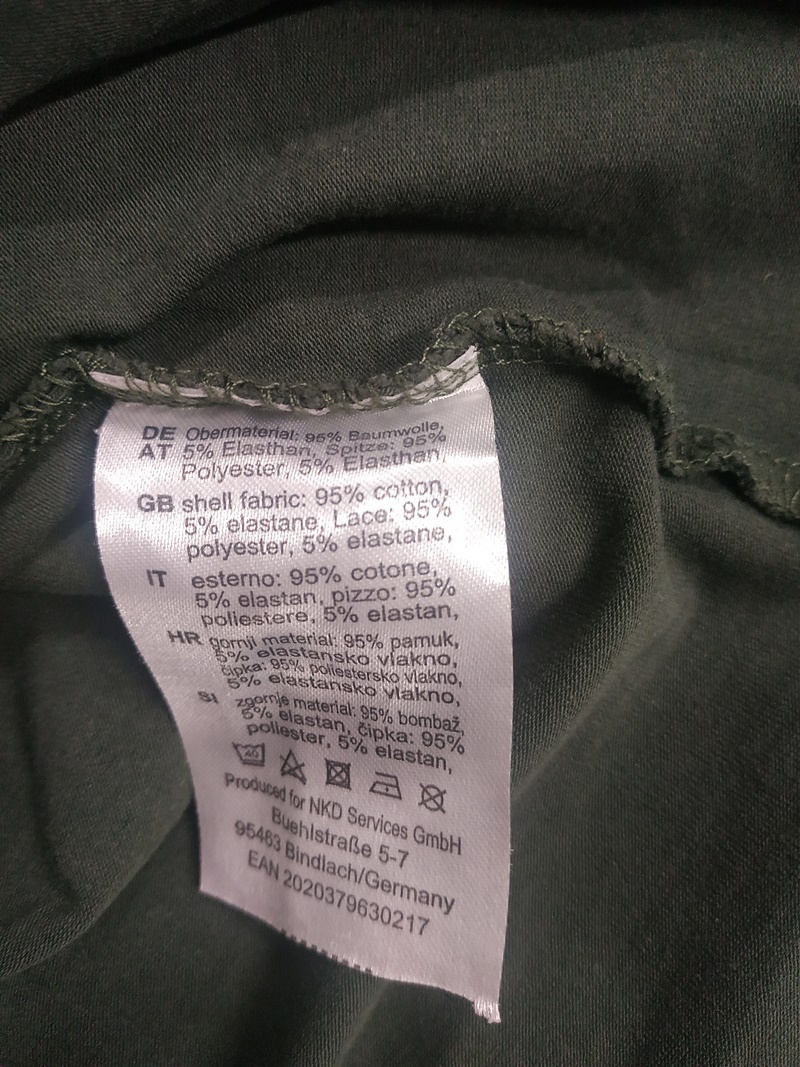 DE Obermaterial: 95% Baumwolle,
AT 5% Elasthan, Spitze: 95%
Polyester, 5% Elasthan,
GB shell fabric: 95% cotton,
5% elastane, Lace: 95%
polyester, 5% elastane,
IT esterno: 95% cotone,
5% elastan, pizzo: 95%
poliestere, 5% elastan,
HR gornji material: 95% pamuk,
5% elastansko vlakno,
čipka: 95% poliestersko vlakno,
5% elastansko vlakno,
SI zgornje material: 95% bombaž,
5% elastan, čipka: 95%
poliester, 5% elastan,
40
Produced for NKD Services GmbH
Buehlstraße 5-7
95463 Bindlach/Germany
EAN 2020379630217